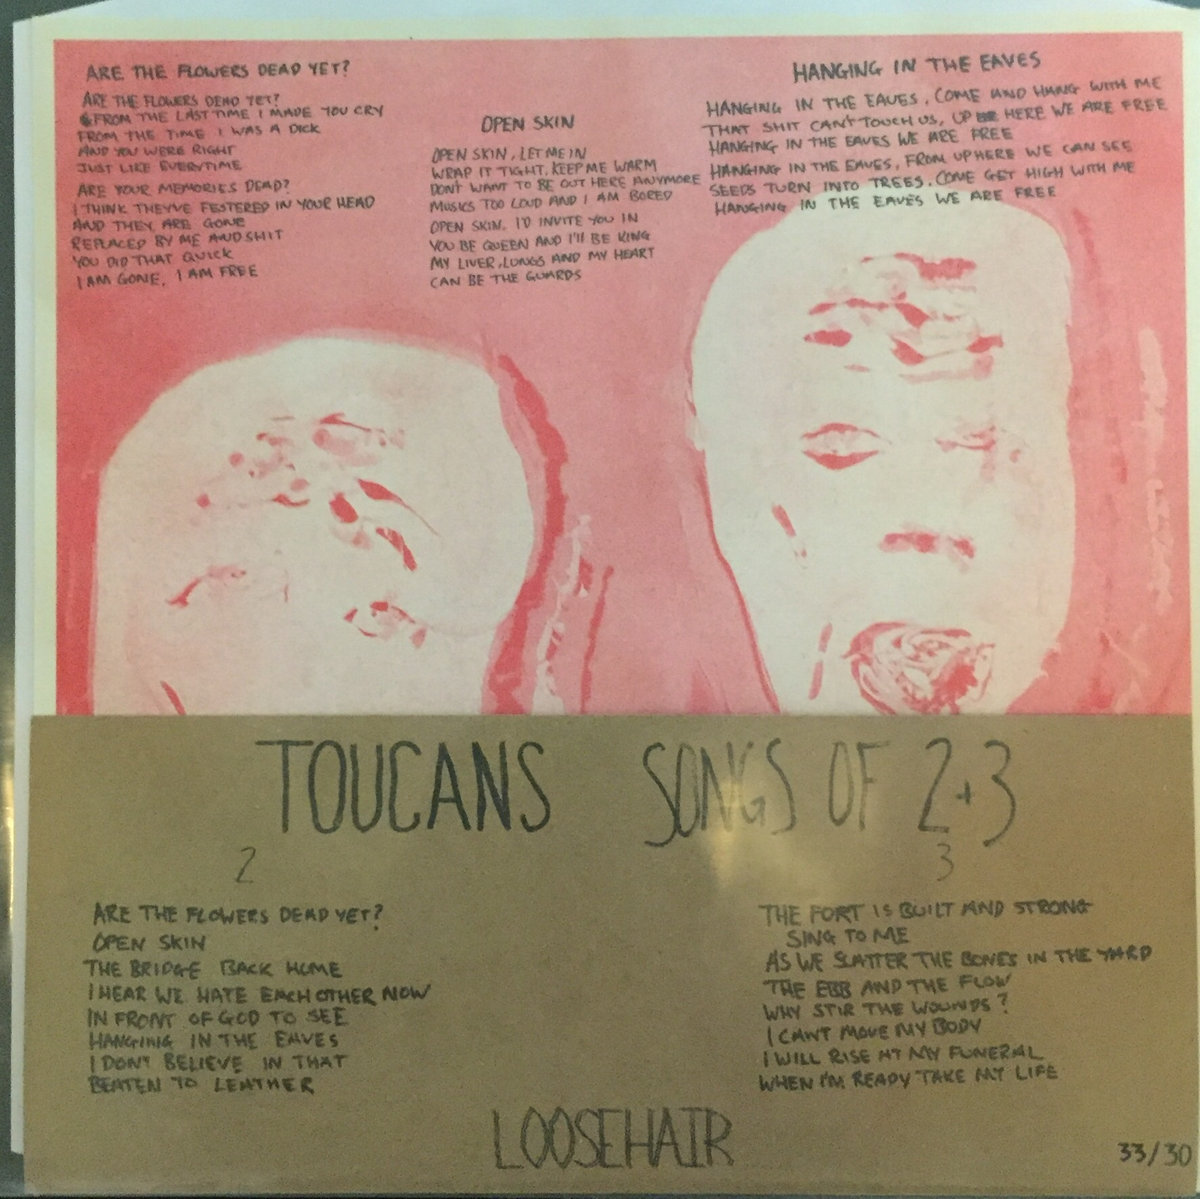 ARE THE FLOWERS DEAD YET?
ARE THE FLOWERS DEAD YET?
FROM THE LAST TIME I MADE YOU CRY
FROM THE TIME I WAS A DICK
AND YOU WERE RIGHT
JUST LIKE EVERYTIME
ARE YOUR MEMORIES DEAD?
I THINK THEYVE FESTERED IN YOUR HEAD
AND THEY ARE GONE
REPLACED BY ME AND SHIT
YOU DID THAT QUICK
I AM GONE, I AM FREE
OPEN SKIN
OPEN SKIN, LET ME IN
WRAP IT TIGHT, KEEP ME WARM
DON'T WANT TO BE OUT HERE ANYMORE
MUSICS TOO LOUD AND I AM BORED
OPEN SKIN, I'D INVITE YOU IN
YOU BE QUEEN AND I'LL BE KING
MY LIVER, LUNGS AND MY HEART
CAN BE THE GUARDS
HANGING IN THE EAVES
HANGING IN THE EAVES, COME AND HANG WITH ME
THAT SHIT CAN'T TOUCH US, UP HERE WE ARE FREE
HANGING IN THE EAVES WE ARE FREE
HANGING IN THE EAVES, FROM UP HERE WE CAN SEE
SEEDS TURN INTO TREES, COME GET HIGH WITH ME
HANGING IN THE EAVES WE ARE FREE
TOUCANS SONGS OF 2+3
2
ARE THE FLOWERS DEAD YET?
OPEN SKIN
THE BRIDGE BACK HOME
I HEAR WE HATE EACH OTHER NOW
IN FRONT OF GOD TO SEE
HANGING IN THE EAVES
I DON'T BELIEVE IN THAT
BEATEN TO LEATHER
3
THE FORT IS BUILT AND STRONG
SING TO ME
AS WE SCATTER THE BONES IN THE YARD
THE EBB AND THE FLOW
WHY STIR THE WOUNDS?
I CAN'T MOVE MY BODY
I WILL RISE AT MY FUNERAL
WHEN I'M READY TAKE MY LIFE
LOOSEHAIR
33/30